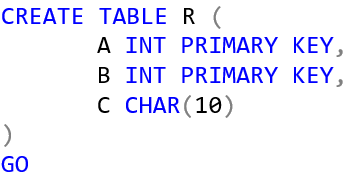 CREATE TABLE R (
A INT PRIMARY KEY,
B INT PRIMARY KEY,
C CHAR(10)
)
GO